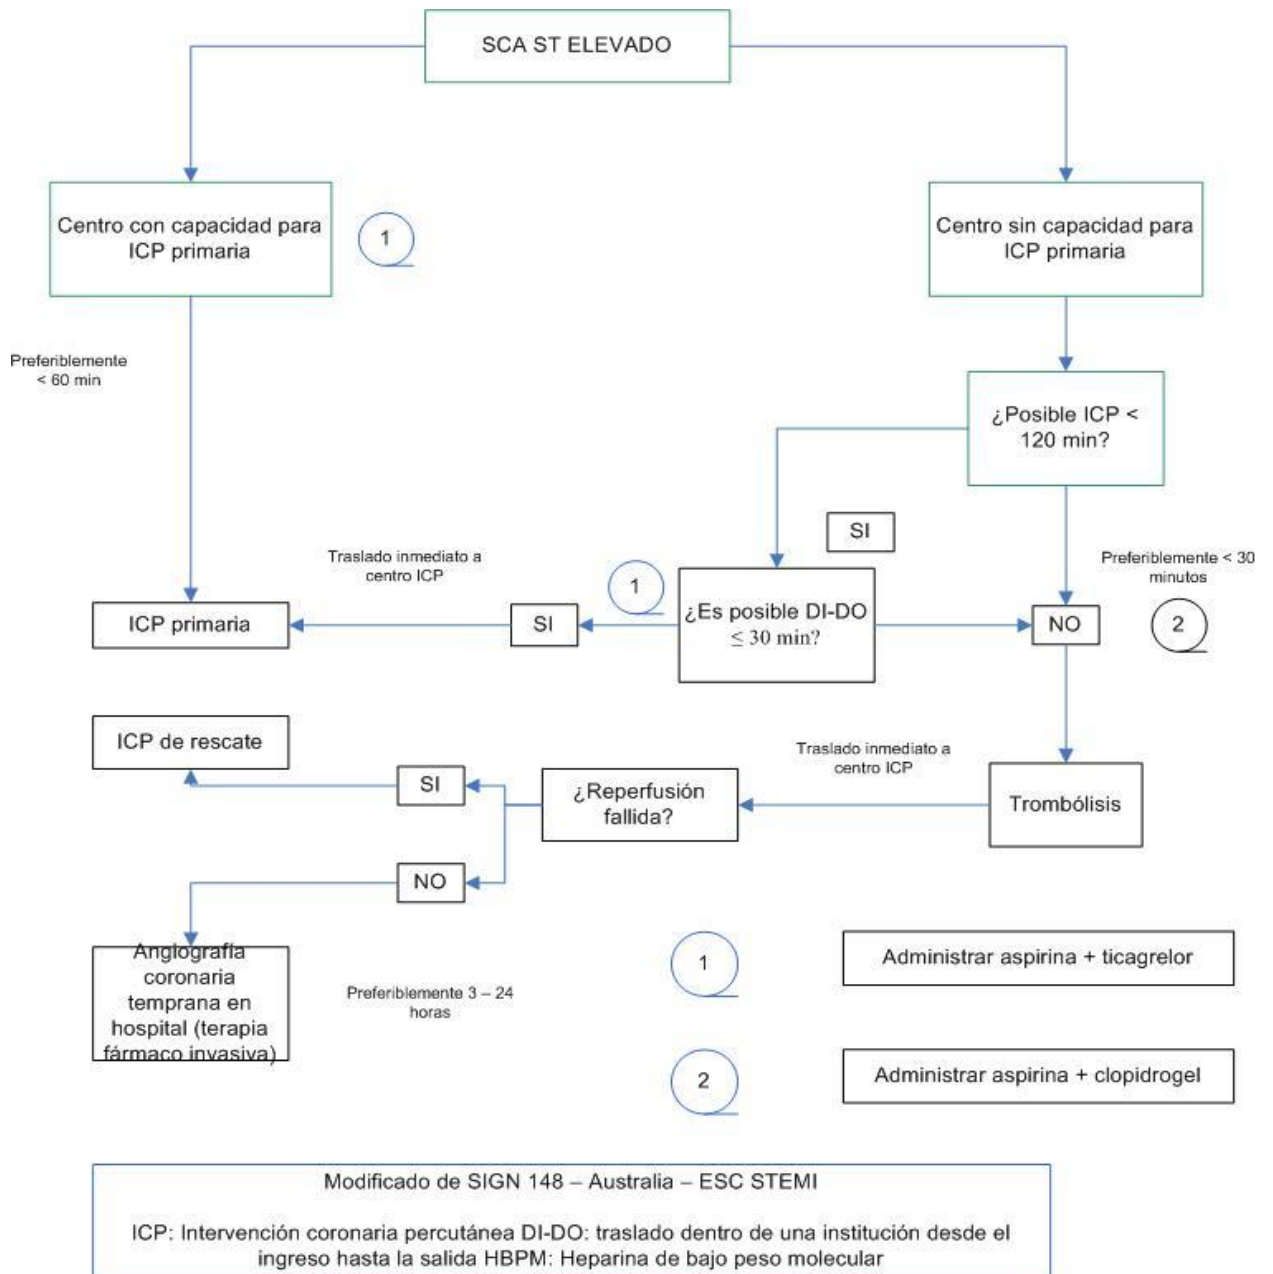 SCA ST ELEVADO
Centro con capacidad para
ICP primaria
1
Centro sin capacidad para
ICP primaria
Preferiblemente
< 60 min
¿Posible ICP <
120 min?
SI
Preferiblemente < 30
minutos
Traslado inmediato a
centro ICP
1
ICP primaria
SI
¿Es posible DI-DO
≤ 30 min?
NO
2
ICP de rescate
SI
¿Reperfusión
fallida?
Traslado inmediato a
centro ICP
Trombólisis
NO
Angiografía
coronaria
temprana en
hospital (terapia
fármaco invasiva)
Preferiblemente 3 – 24
horas
1
Administrar aspirina + ticagrelor
2
Administrar aspirina + clopidrogel
Modificado de SIGN 148 – Australia – ESC STEMI
ICP: Intervención coronaria percutánea DI-DO: traslado dentro de una institución desde el
ingreso hasta la salida HBPM: Heparina de bajo peso molecular